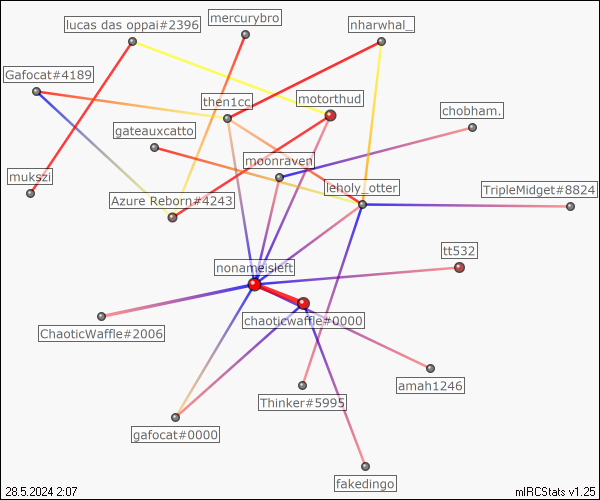 mercurybro
lucas das oppai#2396
nharwhal_
Gafocat#4189
motorthud
then1cc
chobham.
gateauxcatto
moonraven
mukszi
leholy_otter
TripleMidget#8824
Azure Reborn#4243
tt532
nonameisleft
chaoticwaffle#0000
ChaoticWaffle#2006
amah1246
Thinker#5995
gafocat#0000
fakedingo
28.5.2024 2:07
mIRCStats v1.25